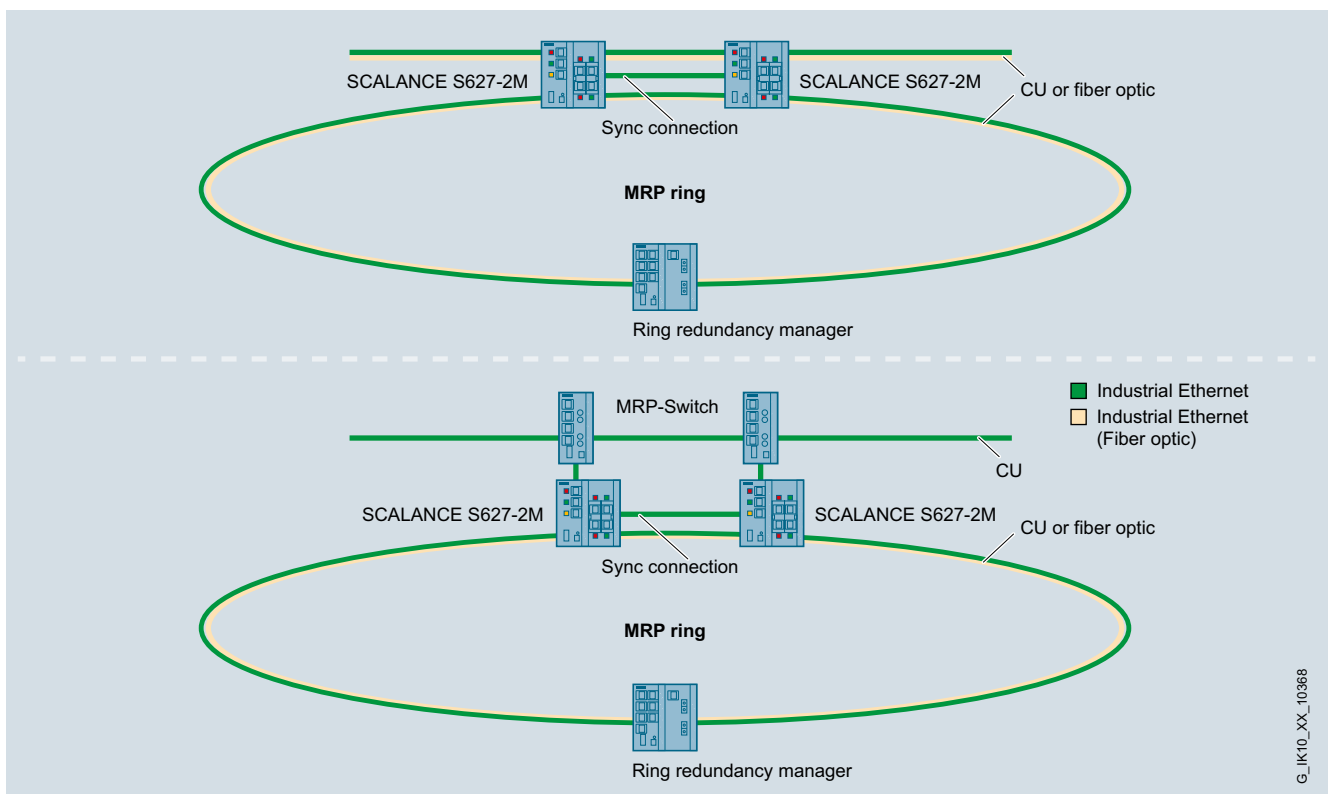 SCALANCE S627-2M
SCALANCE S627-2M
CU or fiber optic
Sync connection
MRP ring
Ring redundancy manager
MRP-Switch
Industrial Ethernet
Industrial Ethernet
(Fiber optic)
CU
SCALANCE S627-2M
SCALANCE S627-2M
CU or fiber optic
Sync connection
MRP ring
Ring redundancy manager
G_IK10_XX_10368